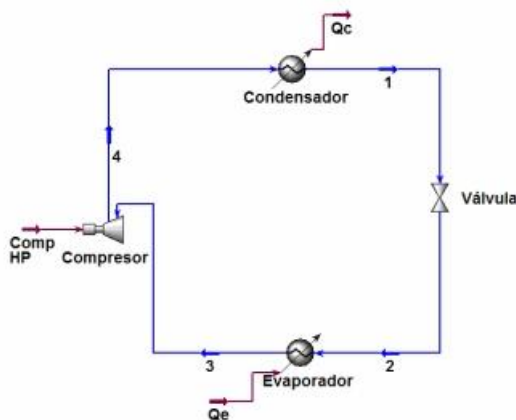 Qc
Condensador
1
4
Válvula
Comp
HP
Compresor
3
Evaporador
2
Qe